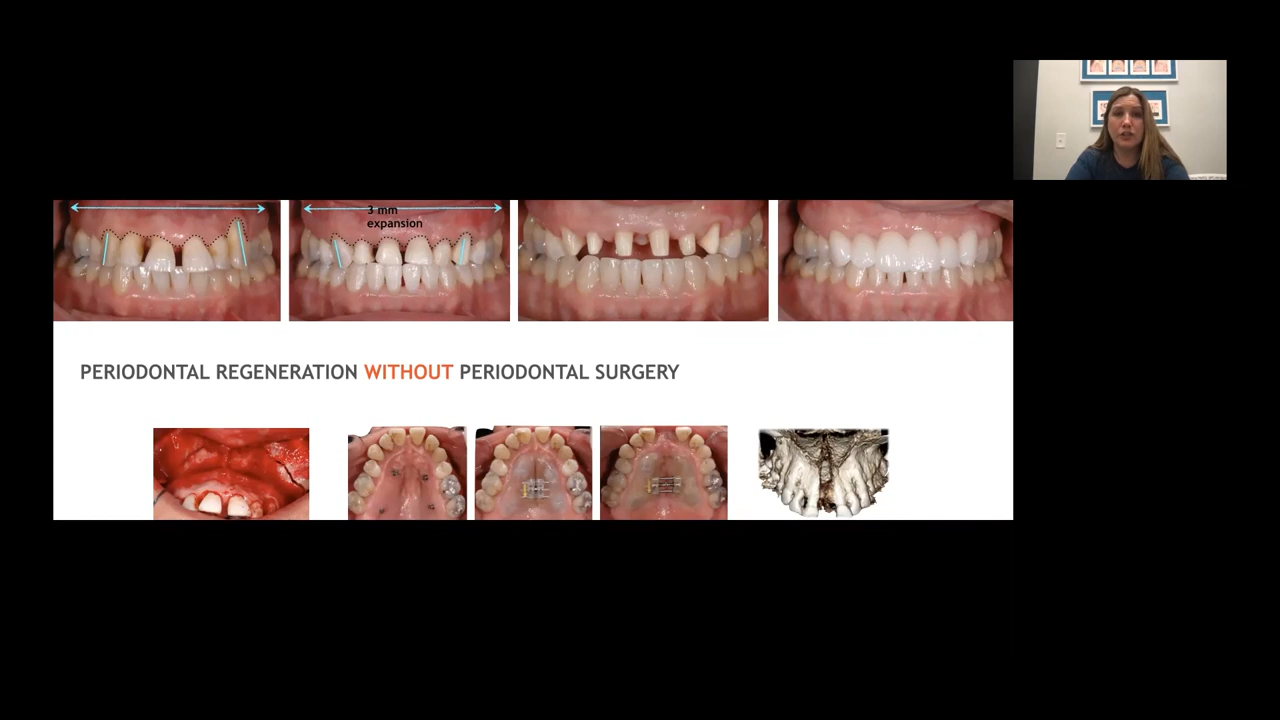 3 mm
expansion
PERIODONTAL REGENERATION WITHOUT PERIODONTAL SURGERY